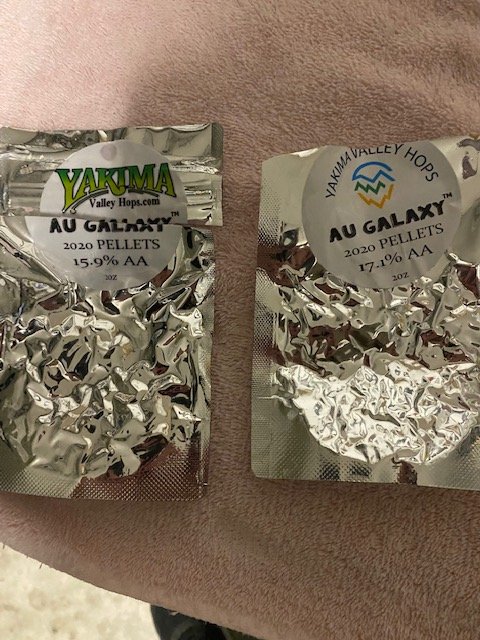 YAKIMA
Valley Hops.com
AU GALAXY™
2020 PELLETS
15.9% AA
2OZ
YAKIMA VALLEY HOPS
AU GALAXY™
2020 PELLETS
17.1% AA
2OZ